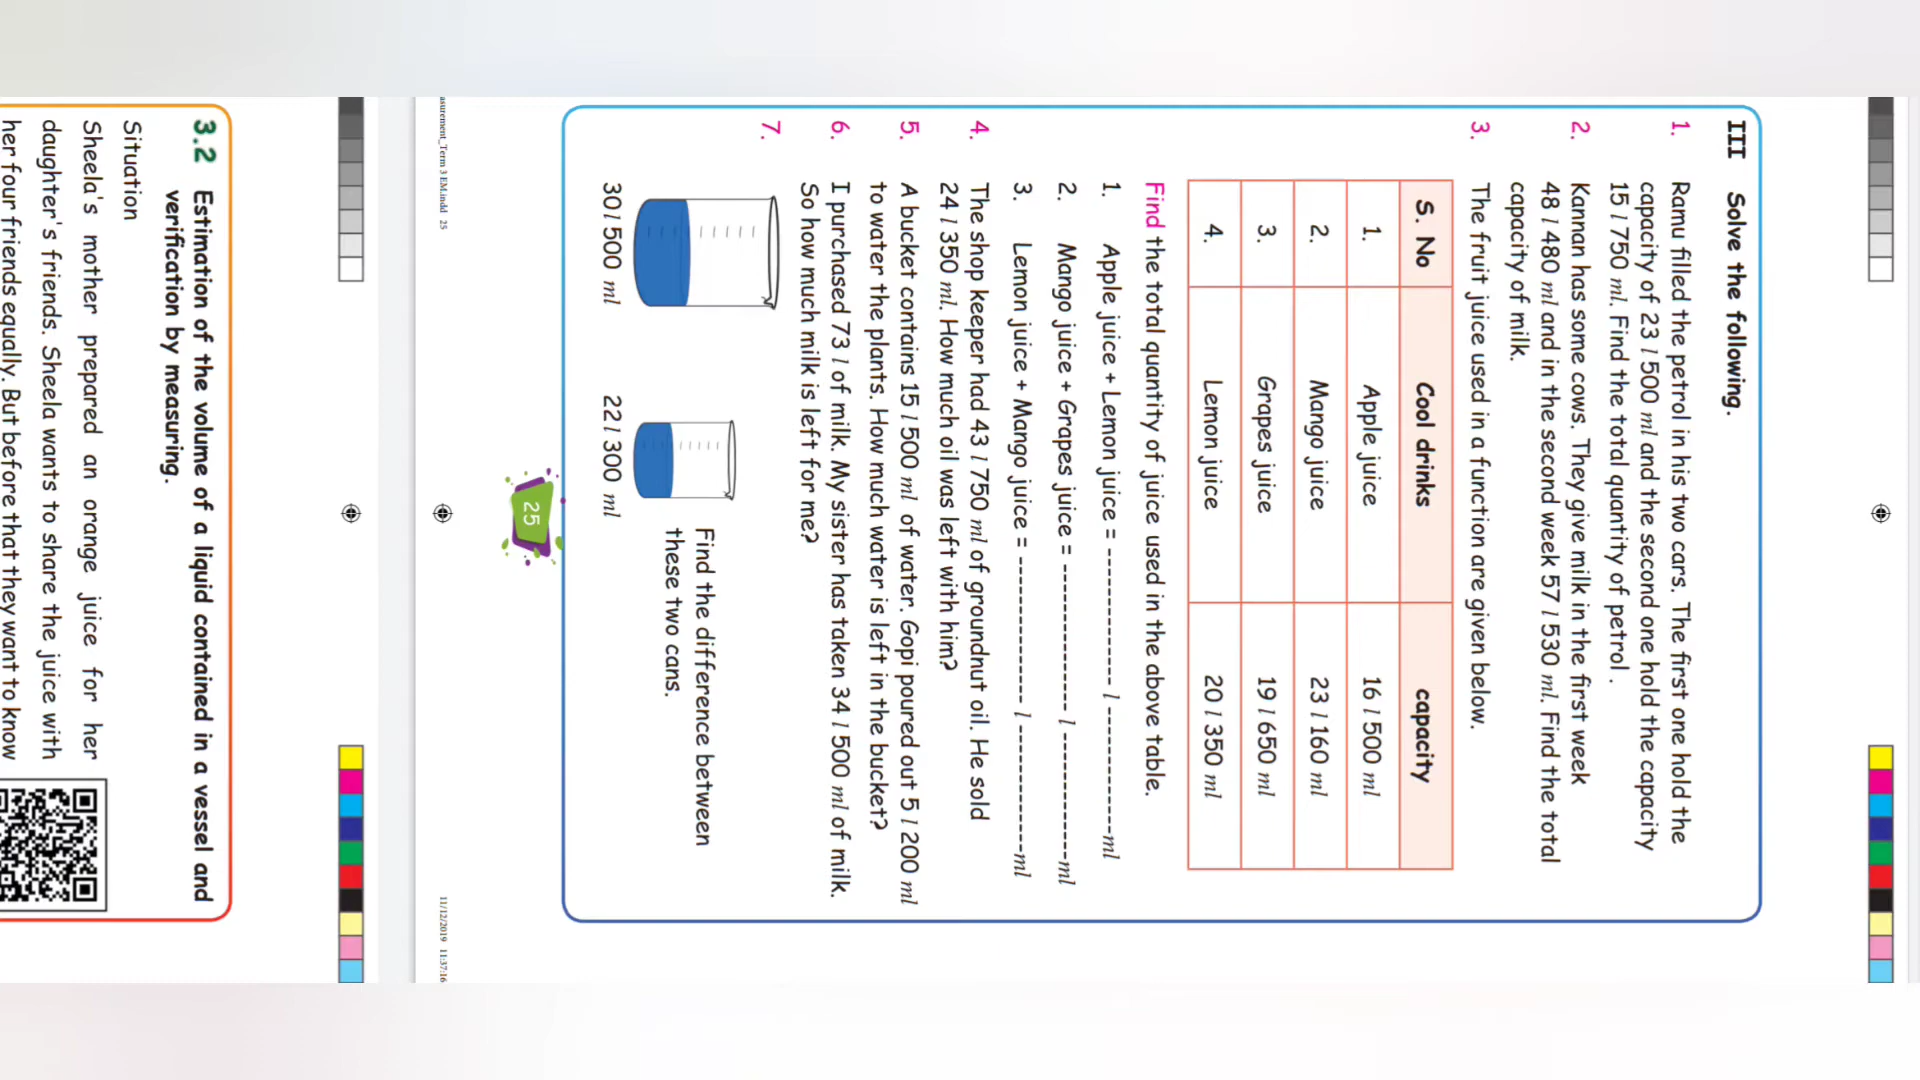 III Solve the following.
1. Ramu filled the petrol in his two cars. The first one hold the
capacity of 23 l 500 ml and the second one hold the capacity
15 l 750 ml. Find the total quantity of petrol .
2. Kannan has some cows. They give milk in the first week
48 l 480 ml and in the second week 57 l 530 ml. Find the total
capacity of milk.
3. The fruit juice used in a function are given below.
S. No Cool drinks capacity
1. Apple juice 16 l 500 ml
2. Mango juice 23 l 160 ml
3. Grapes juice 19 l 650 ml
4. Lemon juice 20 l 350 ml
Find the total quantity of juice used in the above table.
1. Apple juice + Lemon juice = ------------- l -------------ml
2. Mango juice + Grapes juice = -------------- l -------------ml
3. Lemon juice + Mango juice = -------------- l -------------ml
4. The shop keeper had 43 l 750 ml of groundnut oil. He sold
24 l 350 ml. How much oil was left with him?
5. A bucket contains 15 l 500 ml of water. Gopi poured out 5 l 200 ml
to water the plants. How much water is left in the bucket?
6. I purchased 73 l of milk. My sister has taken 34 l 500 ml of milk.
So how much milk is left for me?
7.
Find the difference between
these two cans.
30 l 500 ml 22 l 300 ml
25
asurement_Term 3 EM.indd 25 11/12/2019 11:37:16
3.2 Estimation of the volume of a liquid contained in a vessel and
verification by measuring.
Situation
Sheela's mother prepared an orange juice for her
daughter's friends. Sheela wants to share the juice with
her four friends equally. But before that they want to know